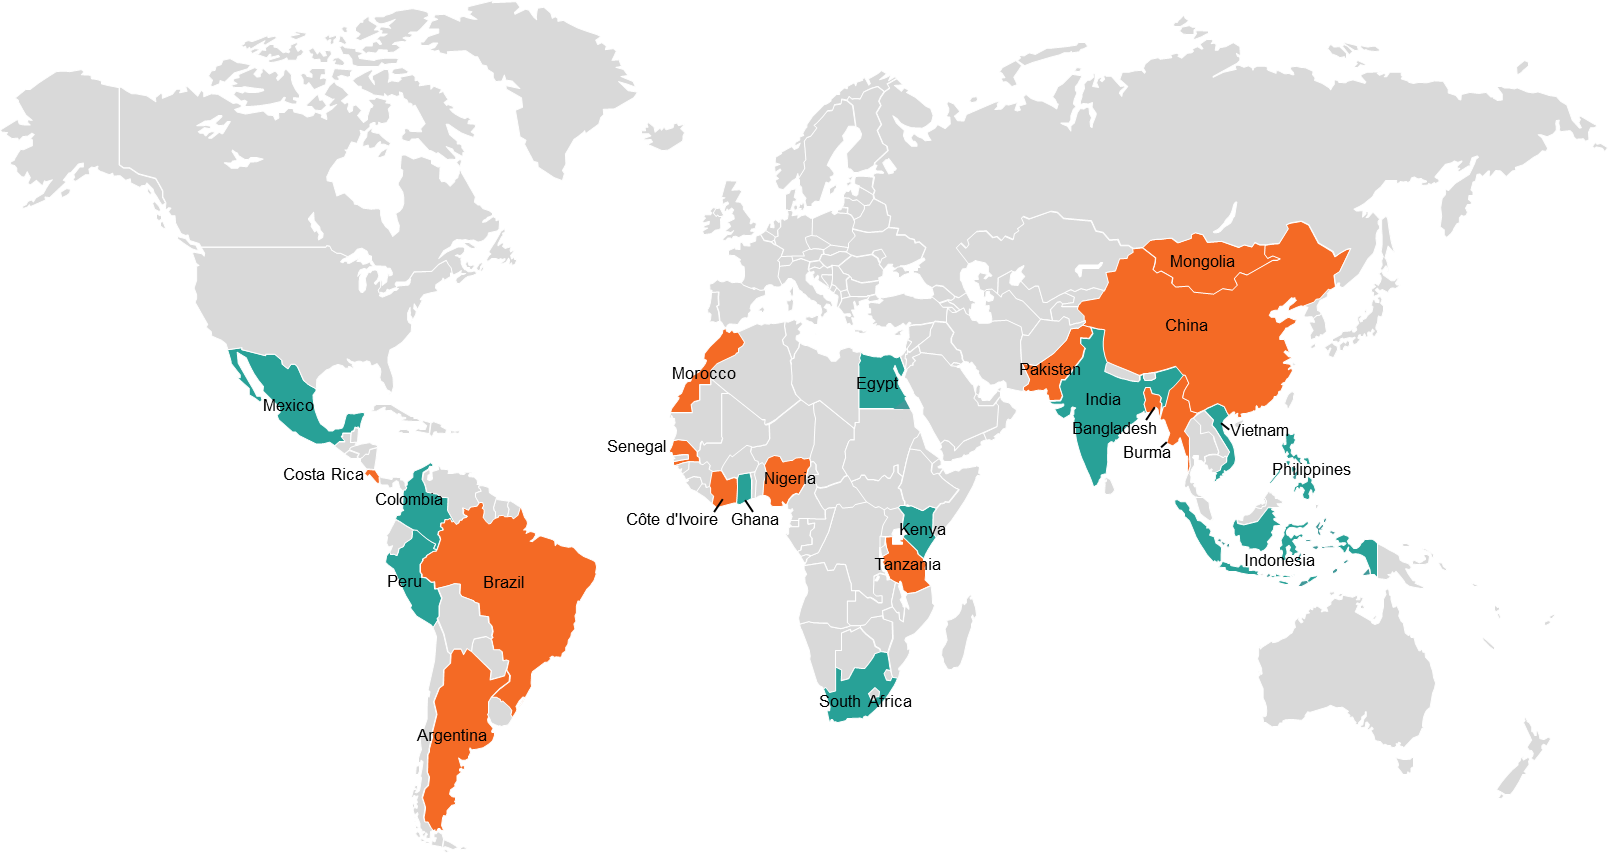 Mongolia
China
Morocco
Pakistan
Egypt
India
Mexico
Bangladesh
Vietnam
Senegal
Burma
Costa Rica
Nigeria
Philippines
Colombia
Côte d'Ivoire
Ghana
Kenya
Tanzania
Indonesia
Peru
Brazil
South Africa
Argentina